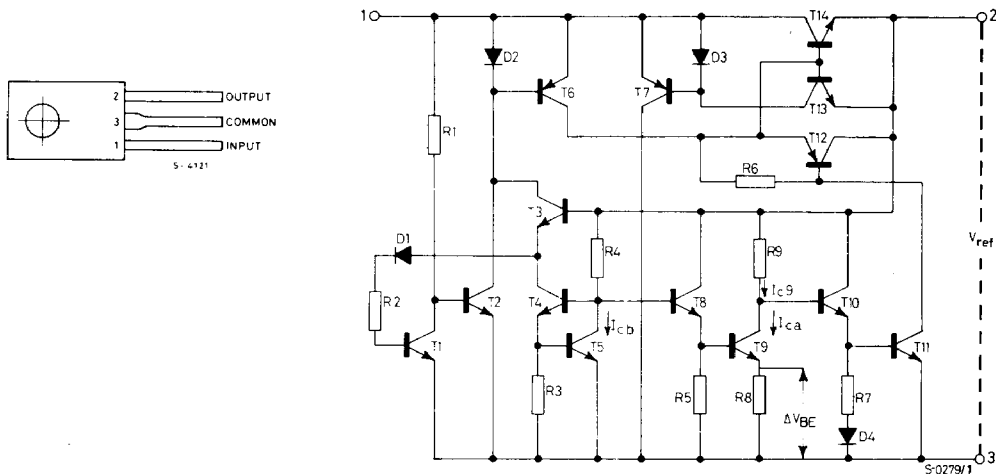 2
OUTPUT
3
COMMON
1
INPUT
S-4121
1
2
T14
D2
D3
T6
T7
T13
R1
T12
R6
T3
D1
R4
R9
Vref
R2
Ic9
T2
T4
T8
T10
Icb
Ica
T1
T5
T9
T11
R3
R5
R8
R7
ΔVBE
D4
3
S-0279/1